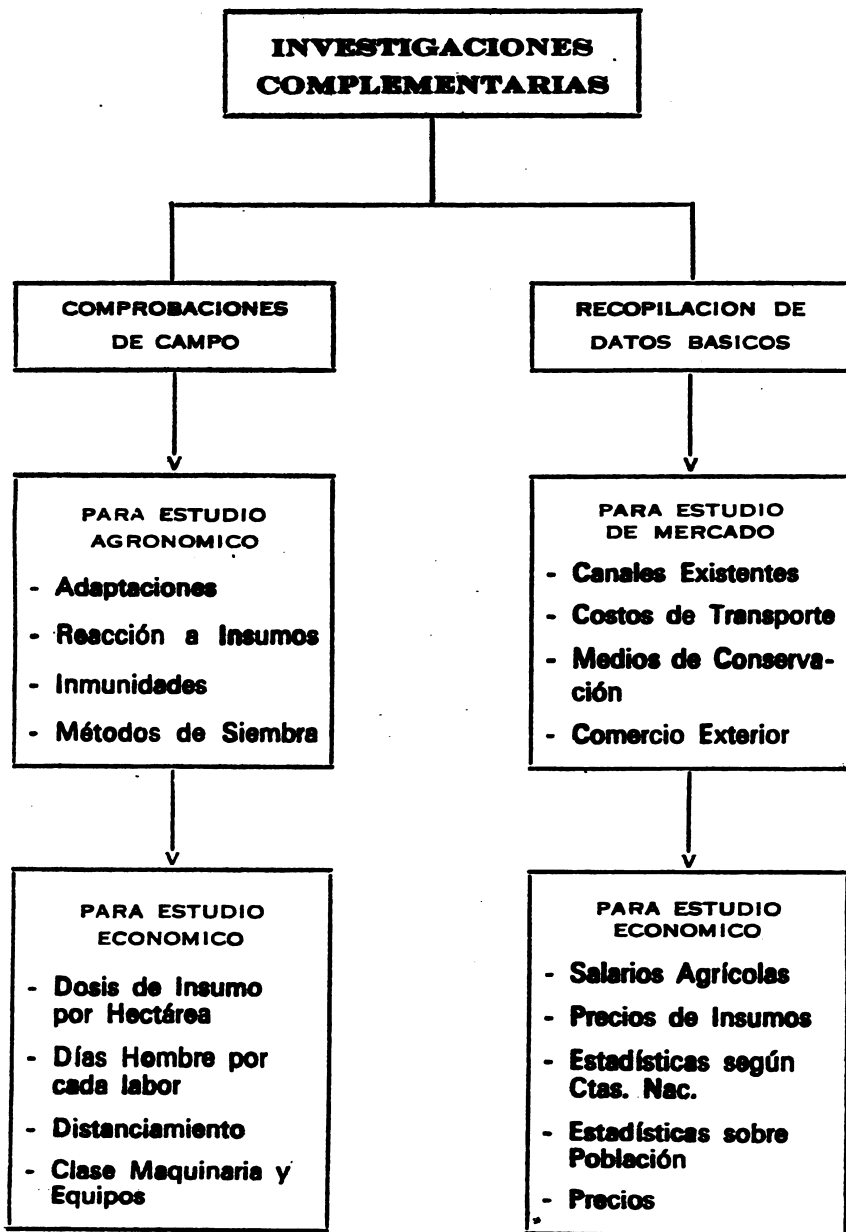 INVESTIGACIONES
COMPLEMENTARIAS
COMPROBACIONES
DE CAMPO
PARA ESTUDIO
AGRONOMICO
- Adaptaciones
- Reacción a Insumos
- Inmunidades
- Métodos de Siembra
PARA ESTUDIO
ECONOMICO
- Dosis de Insumo
por Hectárea
- Días Hombre por
cada labor
- Distanciamiento
- Clase Maquinaria y
Equipos
RECOPILACION DE
DATOS BASICOS
PARA ESTUDIO
DE MERCADO
- Canales Existentes
- Costos de Transporte
- Medios de Conserva-
ción
- Comercio Exterior
PARA ESTUDIO
ECONOMICO
- Salarios Agrícolas
- Precios de Insumos
- Estadísticas según
Ctas. Nac.
- Estadísticas sobre
Población
- Precios